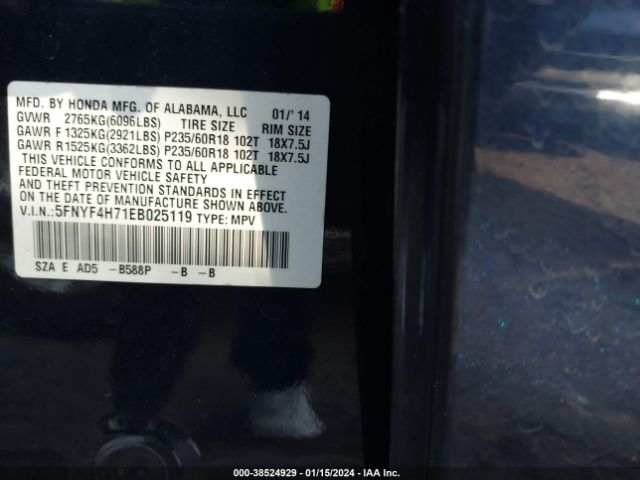 MFD. BY HONDA MFG. OF ALABAMA, LLC 01/'14
GVWR 2765KG(6096LBS) TIRE SIZE RIM SIZE
GAWR F 1325KG(2921LBS) P235/60R18 102T 18X7.5J
GAWR R1525KG(3362LBS) P235/60R18 102T 18X7.5J
THIS VEHICLE CONFORMS TO ALL APPLICABLE
FEDERAL MOTOR VEHICLE SAFETY
AND THEFT PREVENTION STANDARDS IN EFFECT
ON THE DATE OF MANUFACTURE SHOWN ABOVE.
V.I.N.:5FNYF4H71EB025119 TYPE: MPV
SZA E AD5 -B588P -B -B
000-38524929 - 01/15/2024 - IAA Inc.